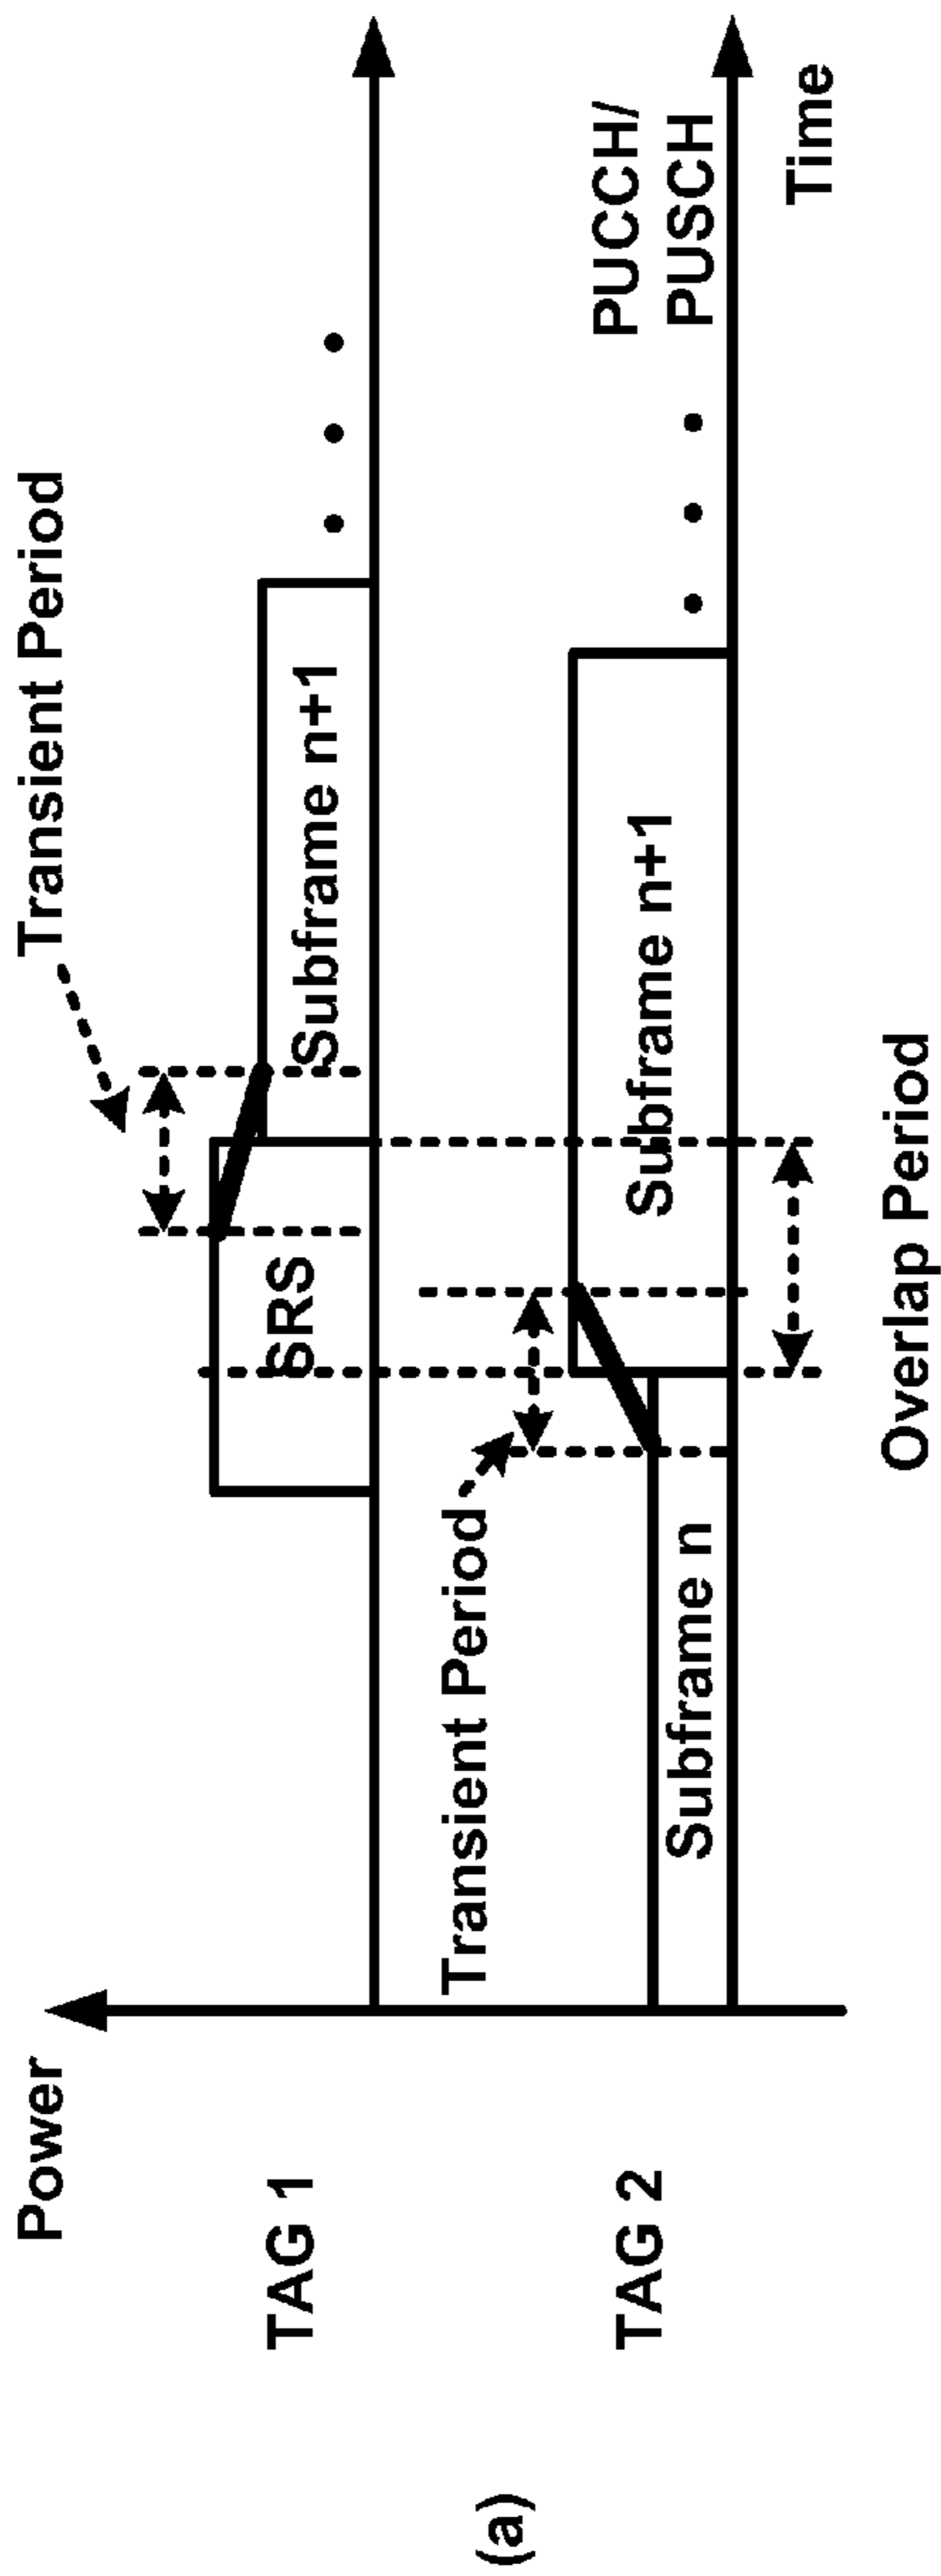 Power
Transient Period
TAG 1
SRS
Subframe n+1
Transient Period
TAG 2
Subframe n
Subframe n+1
PUCCH/
PUSCH
Time
Overlap Period
(a)